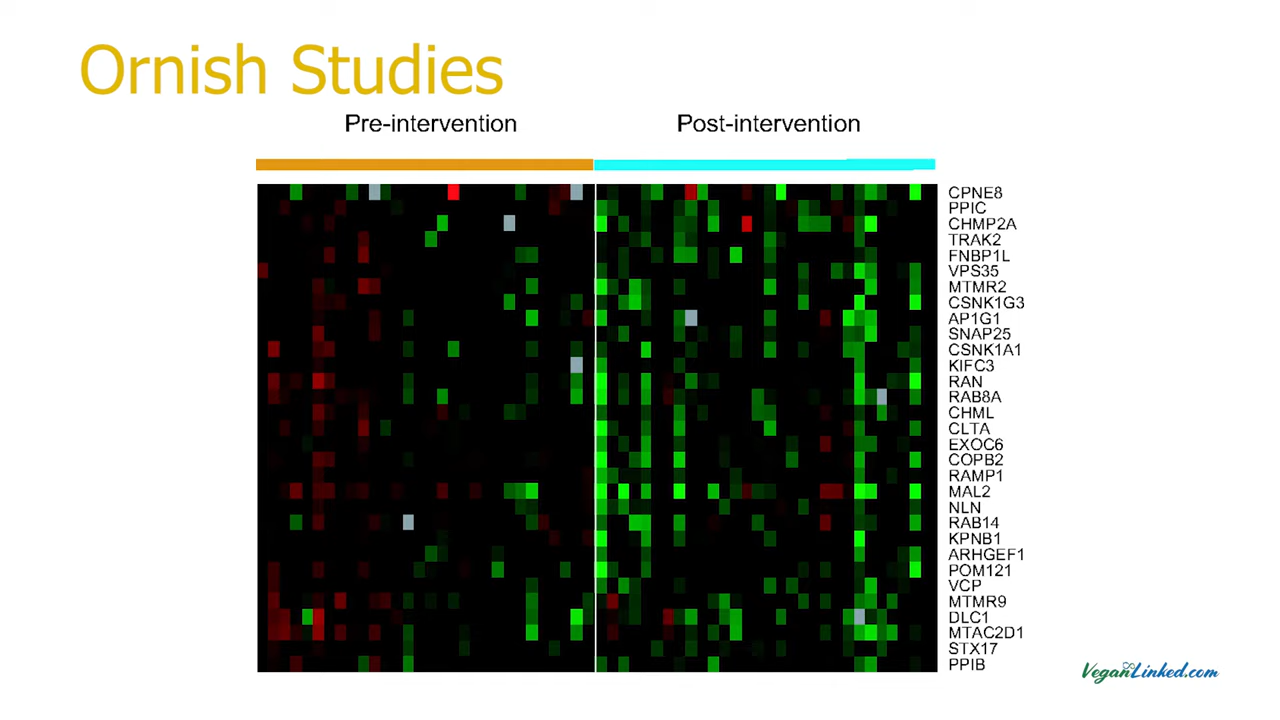 Ornish Studies
Pre-intervention
Post-intervention
CPNE8
PPIC
CHMP2A
TRAK2
FNBP1L
VPS35
MTMR2
CSNK1G3
AP1G1
SNAP25
CSNK1A1
KIFC3
RAN
RAB8A
CHML
CLTA
EXOC6
COPB2
RAMP1
MAL2
NLN
RAB14
KPNB1
ARHGEF1
POM121
VCP
MTMR9
DLC1
MTAC2D1
STX17
PPIB
VeganLinked.com